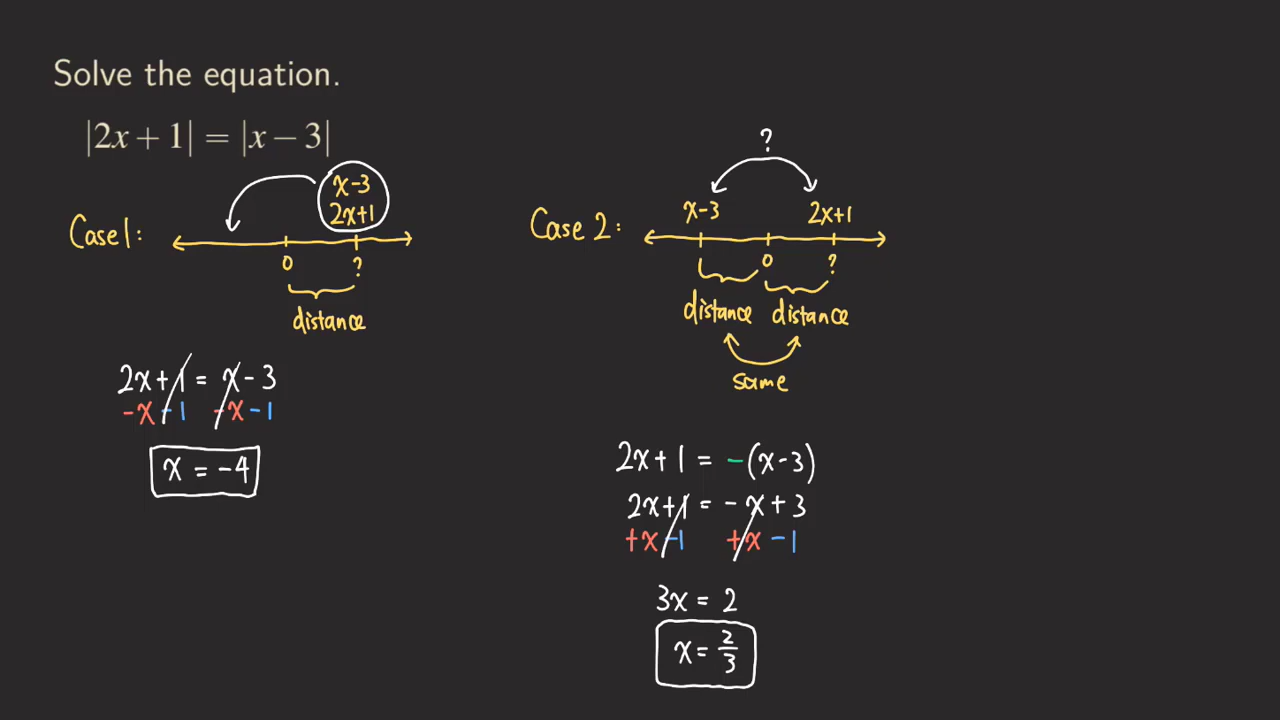 Solve the equation.
|2x + 1| = |x − 3|
Case 1:
x-3
2x+1
0 ?
distance
2x+1 = x-3
-x -1 -x -1
x = -4
Case 2:
?
x-3 2x+1
0 ?
distance distance
same
2x+1 = -(x-3)
2x+1 = -x+3
+x -1 +x -1
3x = 2
x = 2/3